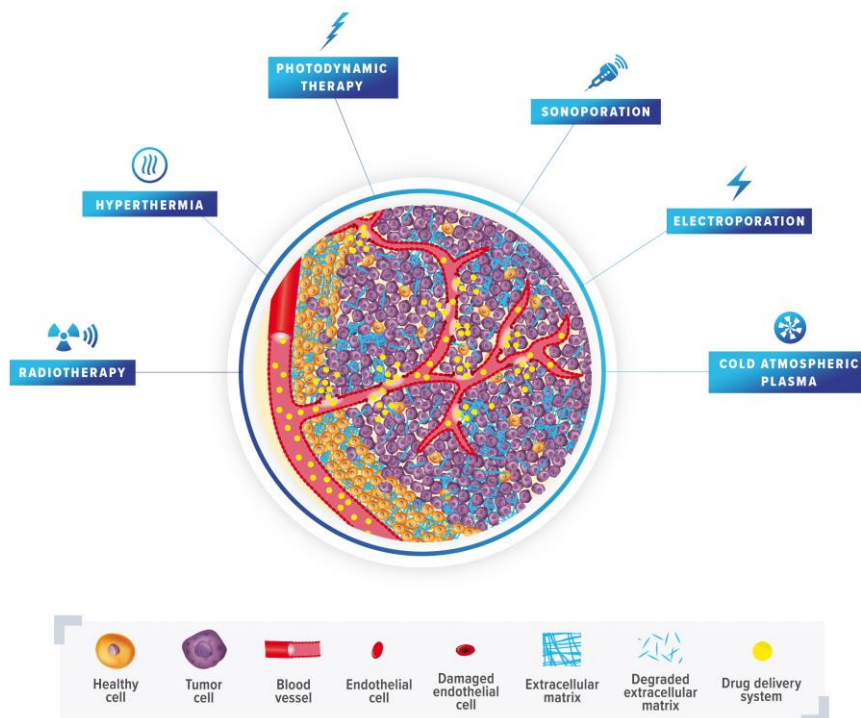 PHOTODYNAMIC
THERAPY
SONOPORATION
HYPERTHERMIA
ELECTROPORATION
RADIOTHERAPY
COLD ATMOSPHERIC
PLASMA
Healthy
cell
Tumor
cell
Blood
vessel
Endothelial
cell
Damaged
endothelial
cell
Extracellular
matrix
Degraded
extracellular
matrix
Drug delivery
system